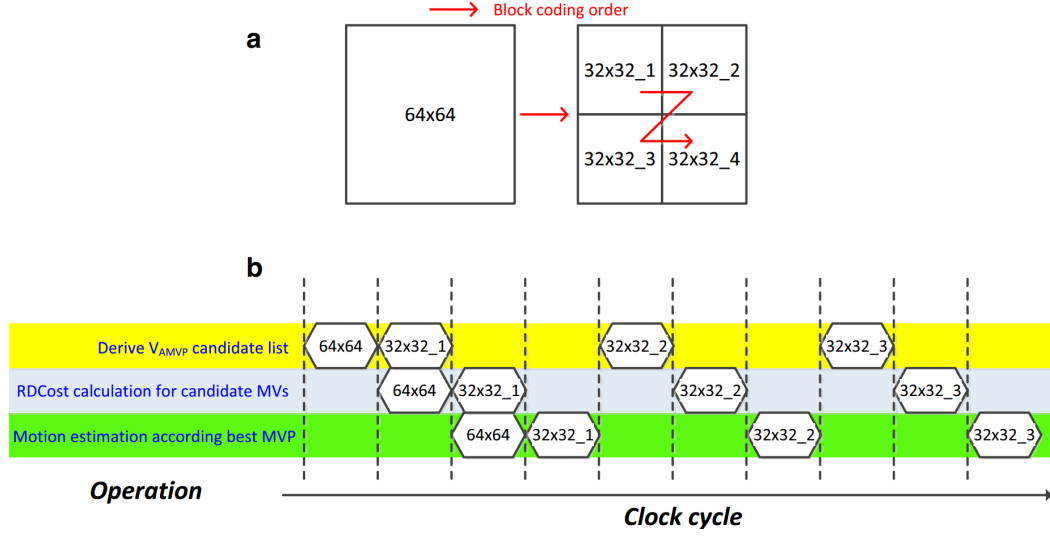 Block coding order
a
64x64
32x32_1 32x32_2
32x32_3 32x32_4
b
Derive VAMVP candidate list 64x64 32x32_1 32x32_2 32x32_3
RDCost calculation for candidate MVs 64x64 32x32_1 32x32_2 32x32_3
Motion estimation according best MVP 64x64 32x32_1 32x32_2 32x32_3
Operation
Clock cycle